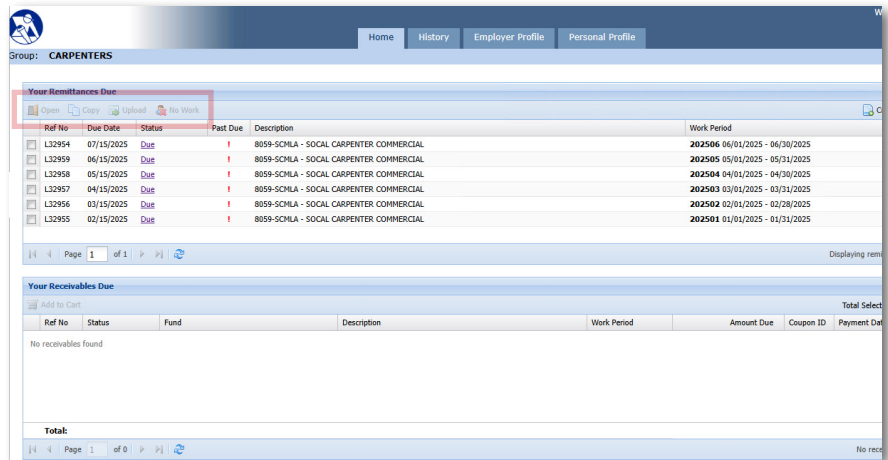 W
Home History Employer Profile Personal Profile
Group: CARPENTERS
Your Remittances Due
Open Copy Upload No Work
Ref No Due Date Status Past Due Description Work Period
L32954 07/15/2025 Due ! 8059-SCMLA - SOCAL CARPENTER COMMERCIAL 202506 06/01/2025 - 06/30/2025
L32959 06/15/2025 Due ! 8059-SCMLA - SOCAL CARPENTER COMMERCIAL 202505 05/01/2025 - 05/31/2025
L32958 05/15/2025 Due ! 8059-SCMLA - SOCAL CARPENTER COMMERCIAL 202504 04/01/2025 - 04/30/2025
L32957 04/15/2025 Due ! 8059-SCMLA - SOCAL CARPENTER COMMERCIAL 202503 03/01/2025 - 03/31/2025
L32956 03/15/2025 Due ! 8059-SCMLA - SOCAL CARPENTER COMMERCIAL 202502 02/01/2025 - 02/28/2025
L32955 02/15/2025 Due ! 8059-SCMLA - SOCAL CARPENTER COMMERCIAL 202501 01/01/2025 - 01/31/2025
Page 1 of 1 Displaying remi
Your Receivables Due
Add to Cart Total Select
Ref No Status Fund Description Work Period Amount Due Coupon ID Payment Dat
No receivables found
Total:
Page 1 of 0 No rece